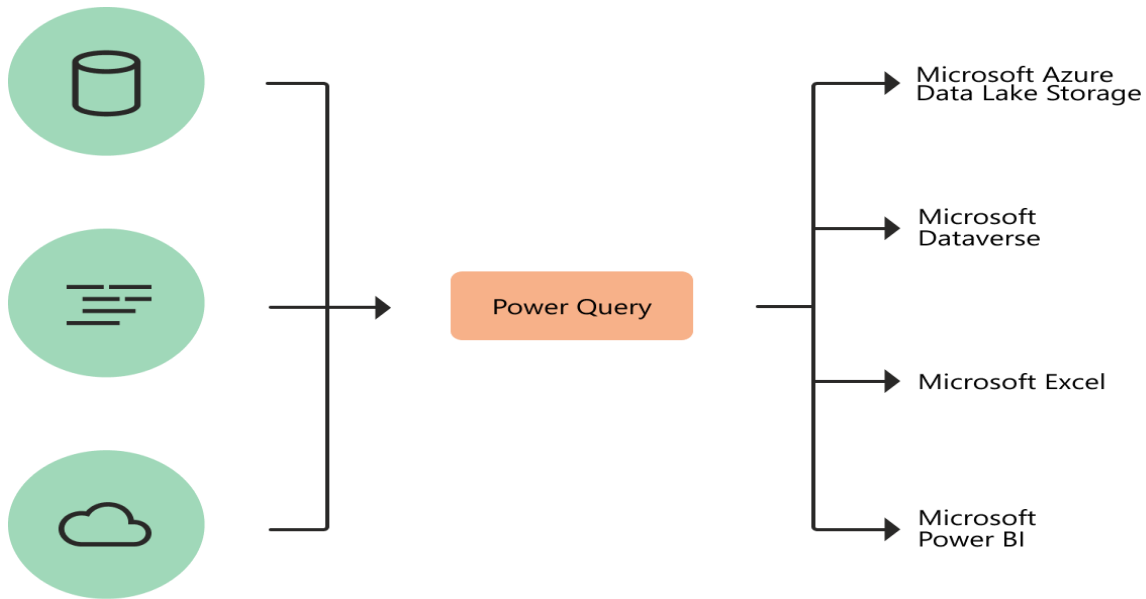 Microsoft Azure
Data Lake Storage
Microsoft
Dataverse
Power Query
Microsoft Excel
Microsoft
Power BI